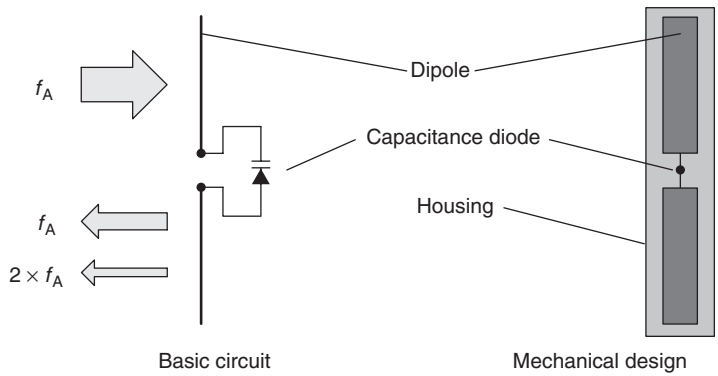 Dipole
f_A
Capacitance diode
Housing
f_A
2 × f_A
Basic circuit
Mechanical design